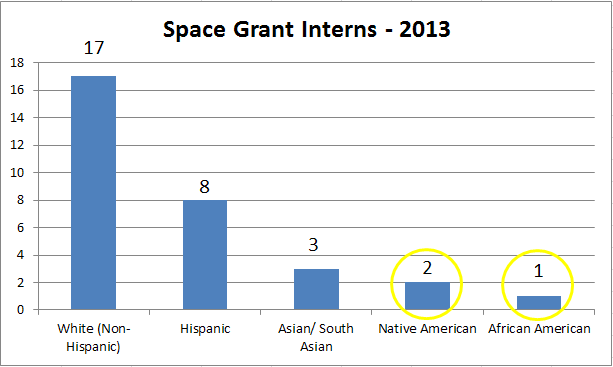 Space Grant Interns - 2013
17
8
3
2
1
18
16
14
12
10
8
6
4
2
0
White (Non-
Hispanic)
Hispanic
Asian/ South
Asian
Native American
African American